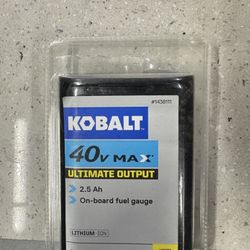 #1438111
KOBALT
40V MAX*
ULTIMATE OUTPUT
• 2.5 Ah
• On-board fuel gauge
LITHIUM ION